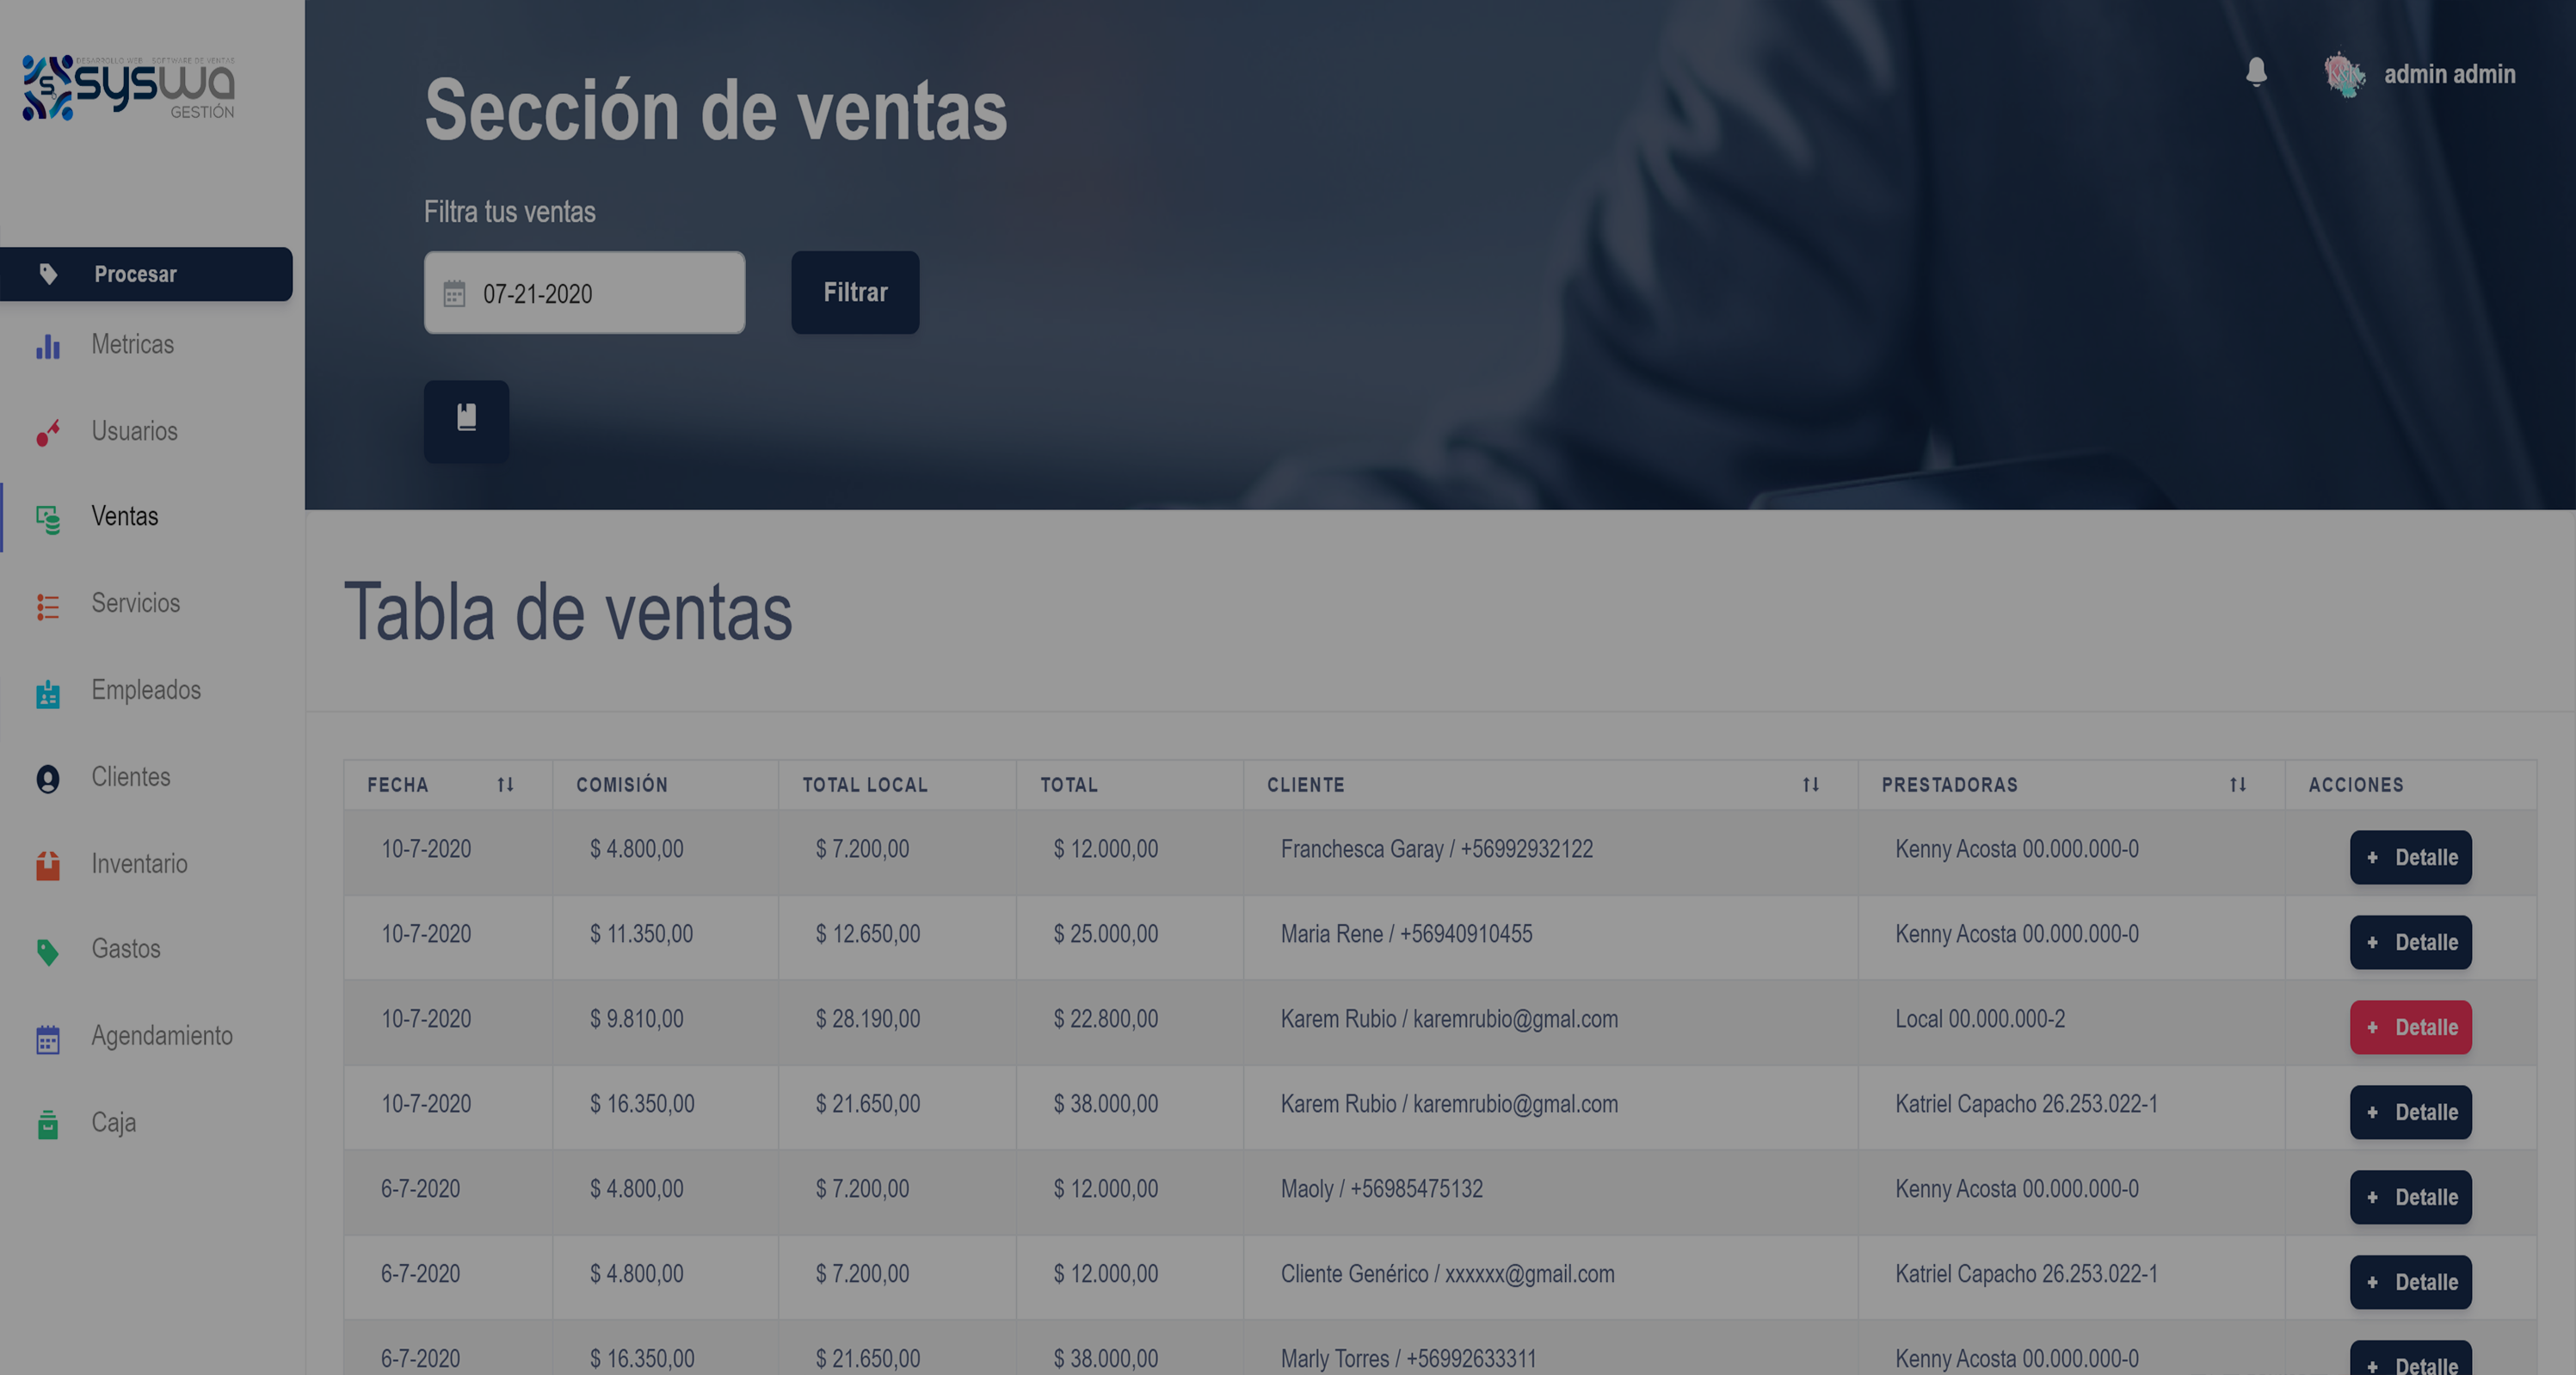 DESARROLLO WEB · SOFTWARE DE VENTAS
syswa
GESTIÓN
Procesar
Metricas
Usuarios
Ventas
Servicios
Empleados
Clientes
Inventario
Gastos
Agendamiento
Caja
admin admin
Sección de ventas
Filtra tus ventas
07-21-2020
Filtrar
Tabla de ventas
FECHA COMISIÓN TOTAL LOCAL TOTAL CLIENTE PRESTADORAS ACCIONES
10-7-2020 $ 4.800,00 $ 7.200,00 $ 12.000,00 Franchesca Garay / +56992932122 Kenny Acosta 00.000.000-0 + Detalle
10-7-2020 $ 11.350,00 $ 12.650,00 $ 25.000,00 Maria Rene / +56940910455 Kenny Acosta 00.000.000-0 + Detalle
10-7-2020 $ 9.810,00 $ 28.190,00 $ 22.800,00 Karem Rubio / karemrubio@gmal.com Local 00.000.000-2 + Detalle
10-7-2020 $ 16.350,00 $ 21.650,00 $ 38.000,00 Karem Rubio / karemrubio@gmal.com Katriel Capacho 26.253.022-1 + Detalle
6-7-2020 $ 4.800,00 $ 7.200,00 $ 12.000,00 Maoly / +56985475132 Kenny Acosta 00.000.000-0 + Detalle
6-7-2020 $ 4.800,00 $ 7.200,00 $ 12.000,00 Cliente Genérico / xxxxxx@gmail.com Katriel Capacho 26.253.022-1 + Detalle
6-7-2020 $ 16.350,00 $ 21.650,00 $ 38.000,00 Marly Torres / +56992633311 Kenny Acosta 00.000.000-0 + Detalle